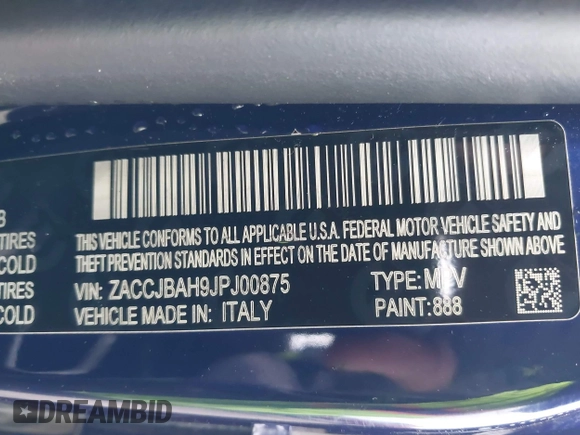 B
TIRES
COLD
TIRES
COLD
THIS VEHICLE CONFORMS TO ALL APPLICABLE U.S.A. FEDERAL MOTOR VEHICLE SAFETY AND
THEFT PREVENTION STANDARDS IN EFFECT ON THE DATE OF MANUFACTURE SHOWN ABOVE
VIN: ZACCJBAH9JPJ00875 TYPE: MPV
VEHICLE MADE IN: ITALY PAINT:888
DREAMBID